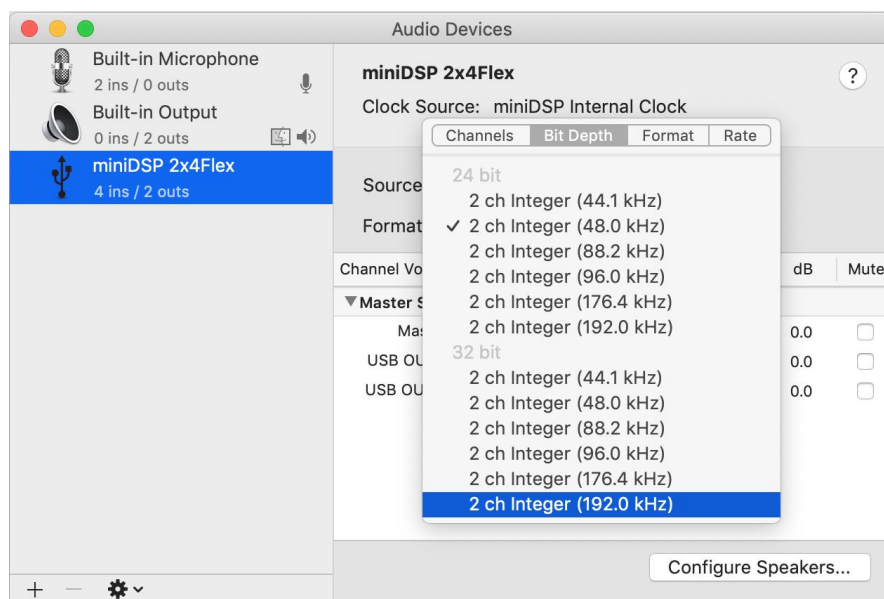 Audio Devices
Built-in Microphone
2 ins / 0 outs
Built-in Output
0 ins / 2 outs
miniDSP 2x4Flex
4 ins / 2 outs
miniDSP 2x4Flex
?
Clock Source: miniDSP Internal Clock
Channels Bit Depth Format Rate
Source
Format
24 bit
2 ch Integer (44.1 kHz)
✓ 2 ch Integer (48.0 kHz)
2 ch Integer (88.2 kHz)
2 ch Integer (96.0 kHz)
2 ch Integer (176.4 kHz)
2 ch Integer (192.0 kHz)
32 bit
2 ch Integer (44.1 kHz)
2 ch Integer (48.0 kHz)
2 ch Integer (88.2 kHz)
2 ch Integer (96.0 kHz)
2 ch Integer (176.4 kHz)
2 ch Integer (192.0 kHz)
Channel Vo dB Mute
Master S
Mas 0.0
USB OU 0.0
USB OU 0.0
Configure Speakers...